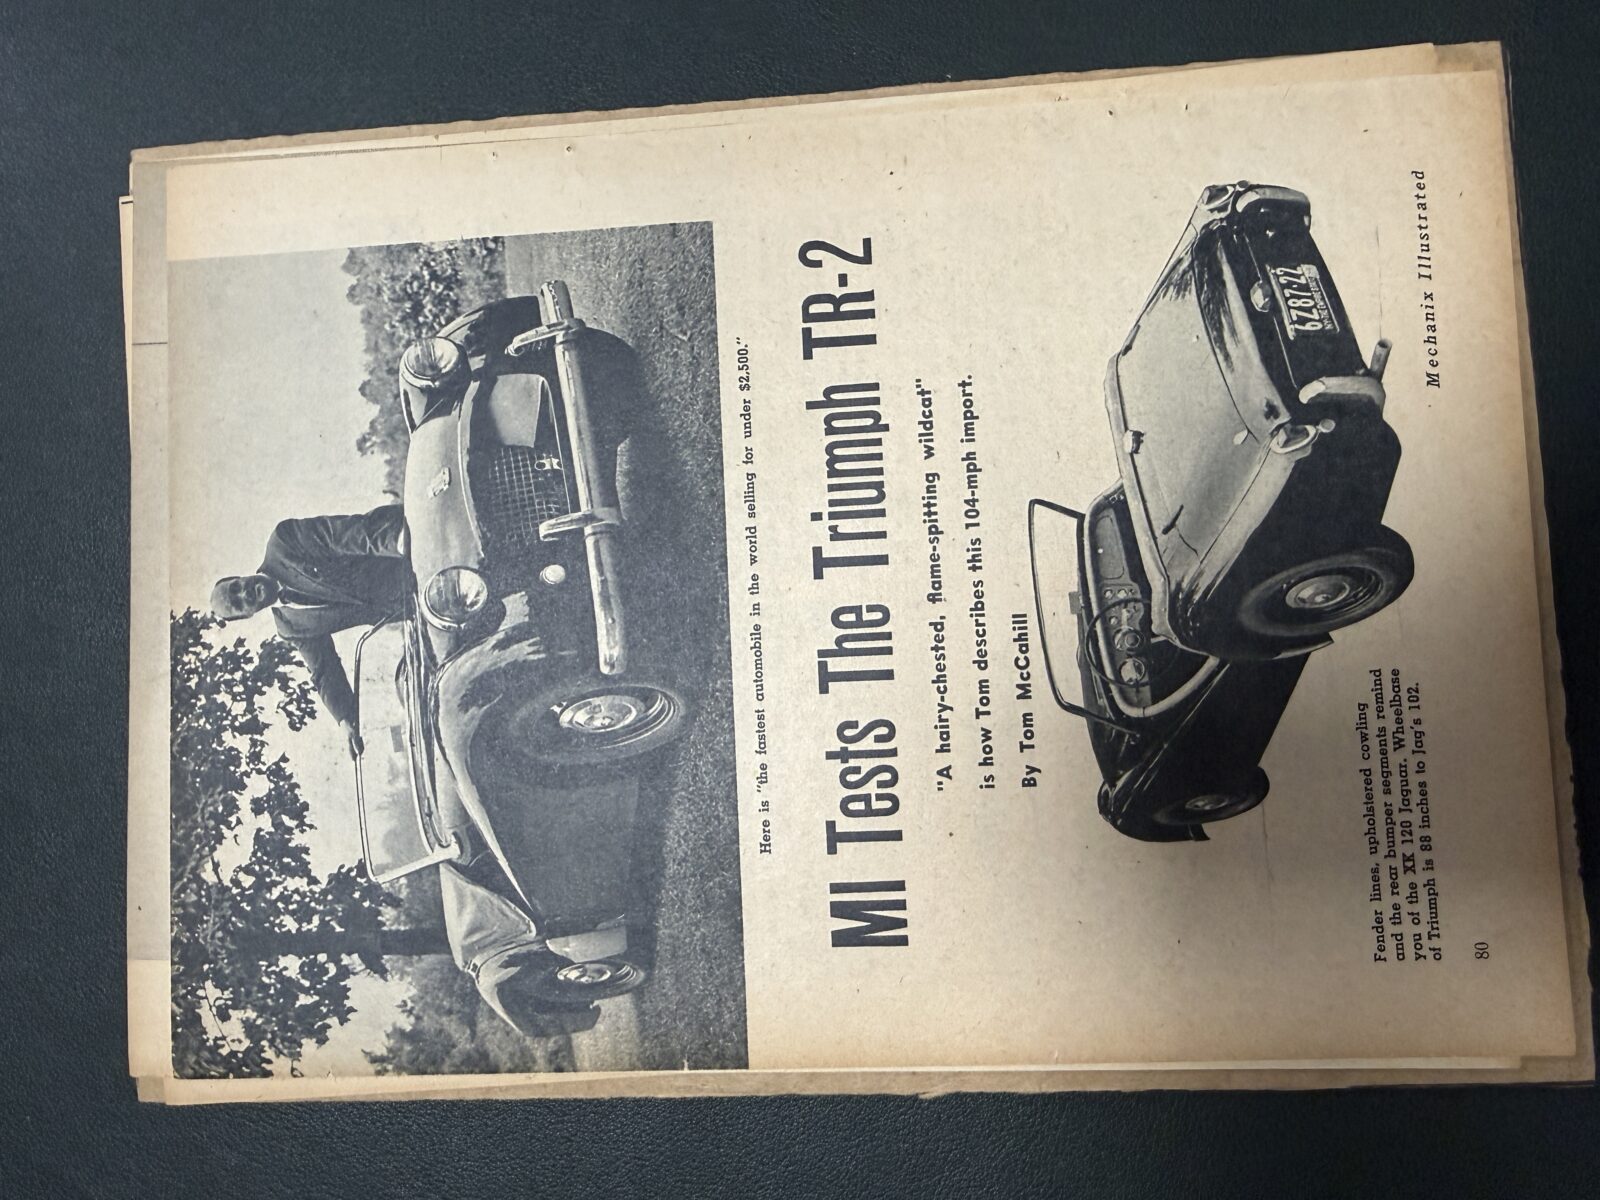 Here is "the fastest automobile in the world selling for under $2,500."
MI Tests The Triumph TR-2
"A hairy-chested, flame-spitting wildcat"
is how Tom describes this 104-mph import.
By Tom McCahill
6Z87-22
Fender lines, upholstered cowling
and the rear bumper segments remind
you of the XK 120 Jaguar. Wheelbase
of Triumph is 88 inches to Jag's 102.
80
Mechanix Illustrated